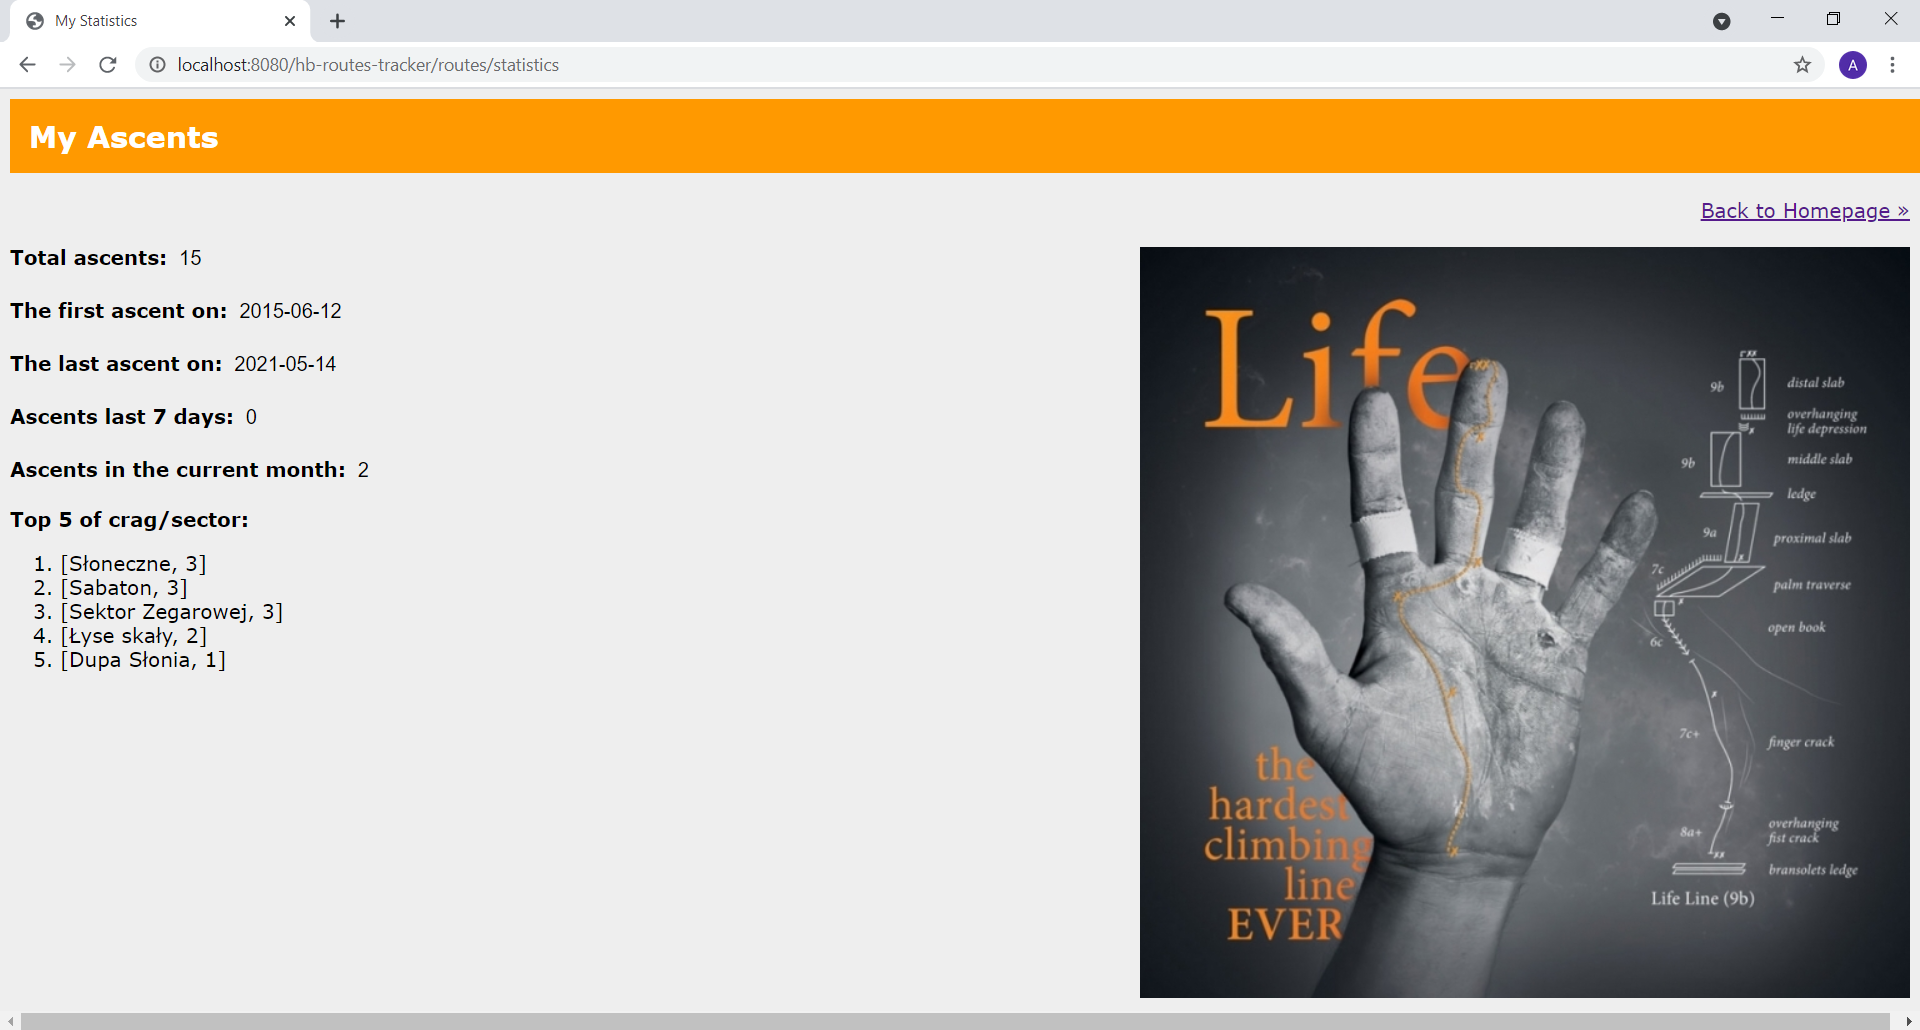 My Statistics
localhost:8080/hb-routes-tracker/routes/statistics
A
My Ascents
Back to Homepage »
Total ascents: 15
The first ascent on: 2015-06-12
The last ascent on: 2021-05-14
Ascents last 7 days: 0
Ascents in the current month: 2
Top 5 of crag/sector:
1. [Słoneczne, 3]
2. [Sabaton, 3]
3. [Sektor Zegarowej, 3]
4. [Łyse skały, 2]
5. [Dupa Słonia, 1]
Life
the
hardest
climbing
line
EVER
9b distal slab
overhanging
life depression
9b middle slab
ledge
9a proximal slab
7c
palm traverse
open book
6c
7c+ finger crack
8a+ overhanging
fist crack
bransolets ledge
Life Line (9b)